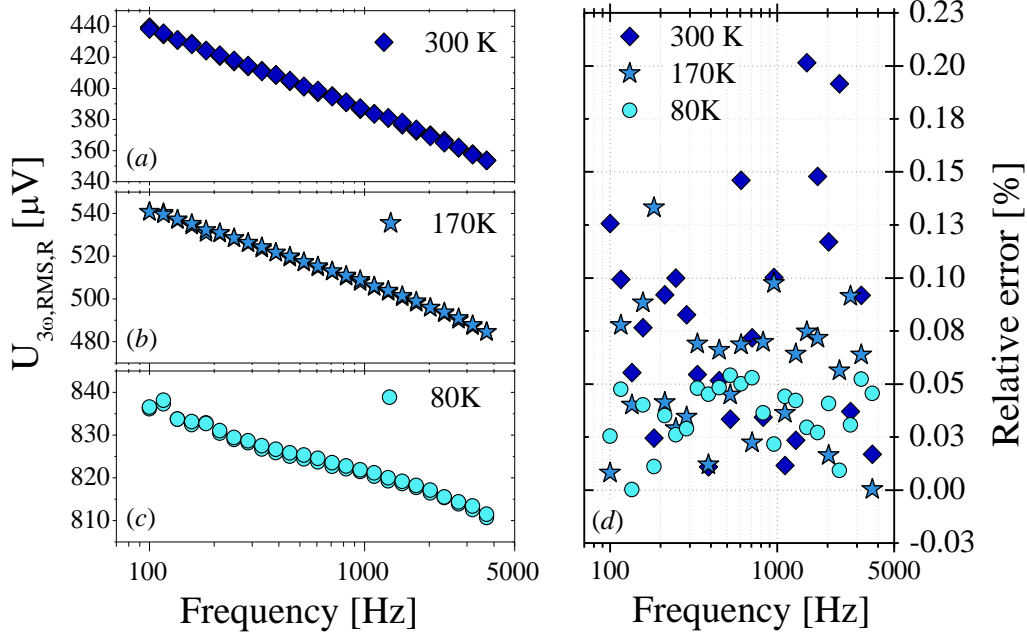 U3ω,RMS,R [μV]
440
420
400
380
360
340
300 K
(a)
540
520
500
480
170K
(b)
840
830
820
810
80K
(c)
100
1000
5000
Frequency [Hz]
300 K
170K
80K
(d)
0.23
0.20
0.18
0.15
0.13
0.10
0.08
0.05
0.03
0.00
-0.03
Relative error [%]
100
1000
5000
Frequency [Hz]